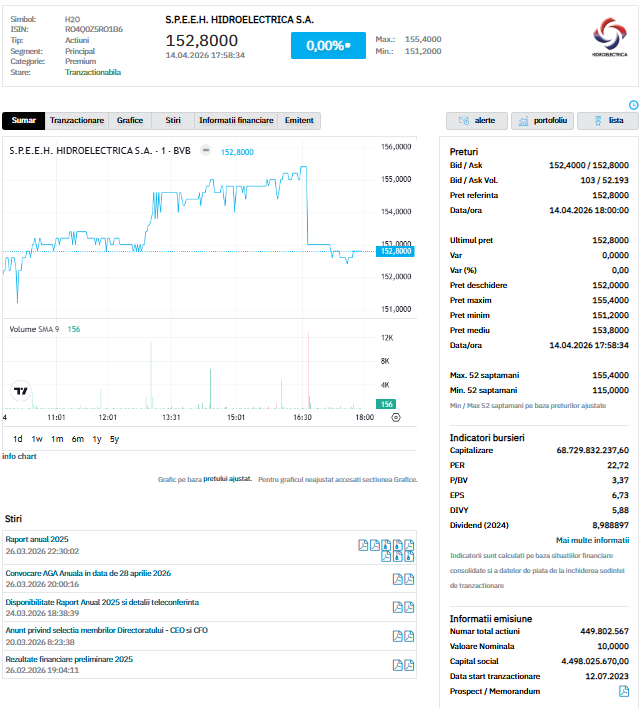 Simbol: H2O
ISIN: RO4Q0Z5RO1B6
Tip: Actiuni
Segment: Principal
Categorie: Premium
Stare: Tranzactionabila
S.P.E.E.H. HIDROELECTRICA S.A.
152,8000
14.04.2026 17:58:34
0,00%
Max.: 155,4000
Min.: 151,2000
HIDROELECTRICA
Sumar Tranzactionare Grafice Stiri Informatii financiare Emitent
alerte portofoliu lista
S.P.E.E.H. HIDROELECTRICA S.A. · 1 · BVB 152,8000
156,0000
155,0000
154,0000
153,0000
152,8000
152,0000
151,0000
Volume SMA 9 156
12K
8K
4K
156
4 11:01 12:01 13:31 15:01 16:30 18:00
1d 1w 1m 6m 1y 5y
info chart
Grafic pe baza pretului ajustat. Pentru graficul neajustat accesati sectiunea Grafice.
Stiri
Raport anual 2025
26.03.2026 22:30:02
Convocare AGA Anuala in data de 28 aprilie 2026
26.03.2026 20:00:16
Disponibilitate Raport Anual 2025 si detalii teleconferinta
24.03.2026 18:38:39
Anunt privind selectia membrilor Directoratului - CEO si CFO
20.03.2026 8:23:38
Rezultate financiare preliminare 2025
26.02.2026 19:04:11
Preturi
Bid / Ask 152,4000 / 152,8000
Bid / Ask Vol. 103 / 52.193
Pret referinta 152,8000
Data/ora 14.04.2026 18:00:00
Ultimul pret 152,8000
Var 0,0000
Var (%) 0,00
Pret deschidere 152,0000
Pret maxim 155,4000
Pret minim 151,2000
Pret mediu 153,8000
Data/ora 14.04.2026 17:58:34
Max. 52 saptamani 155,4000
Min. 52 saptamani 115,0000
Min / Max 52 saptamani pe baza preturilor ajustate
Indicatori bursieri
Capitalizare 68.729.832.237,60
PER 22,72
P/BV 3,37
EPS 6,73
DIVY 5,88
Dividend (2024) 8,988897
Mai multe informatii
Indicatorii sunt calculati pe baza situatiilor financiare
consolidate si a datelor de piata de la inchiderea sedintei
de tranzactionare
Informatii emisiune
Numar total actiuni 449.802.567
Valoare Nominala 10,0000
Capital social 4.498.025.670,00
Data start tranzactionare 12.07.2023
Prospect / Memorandum